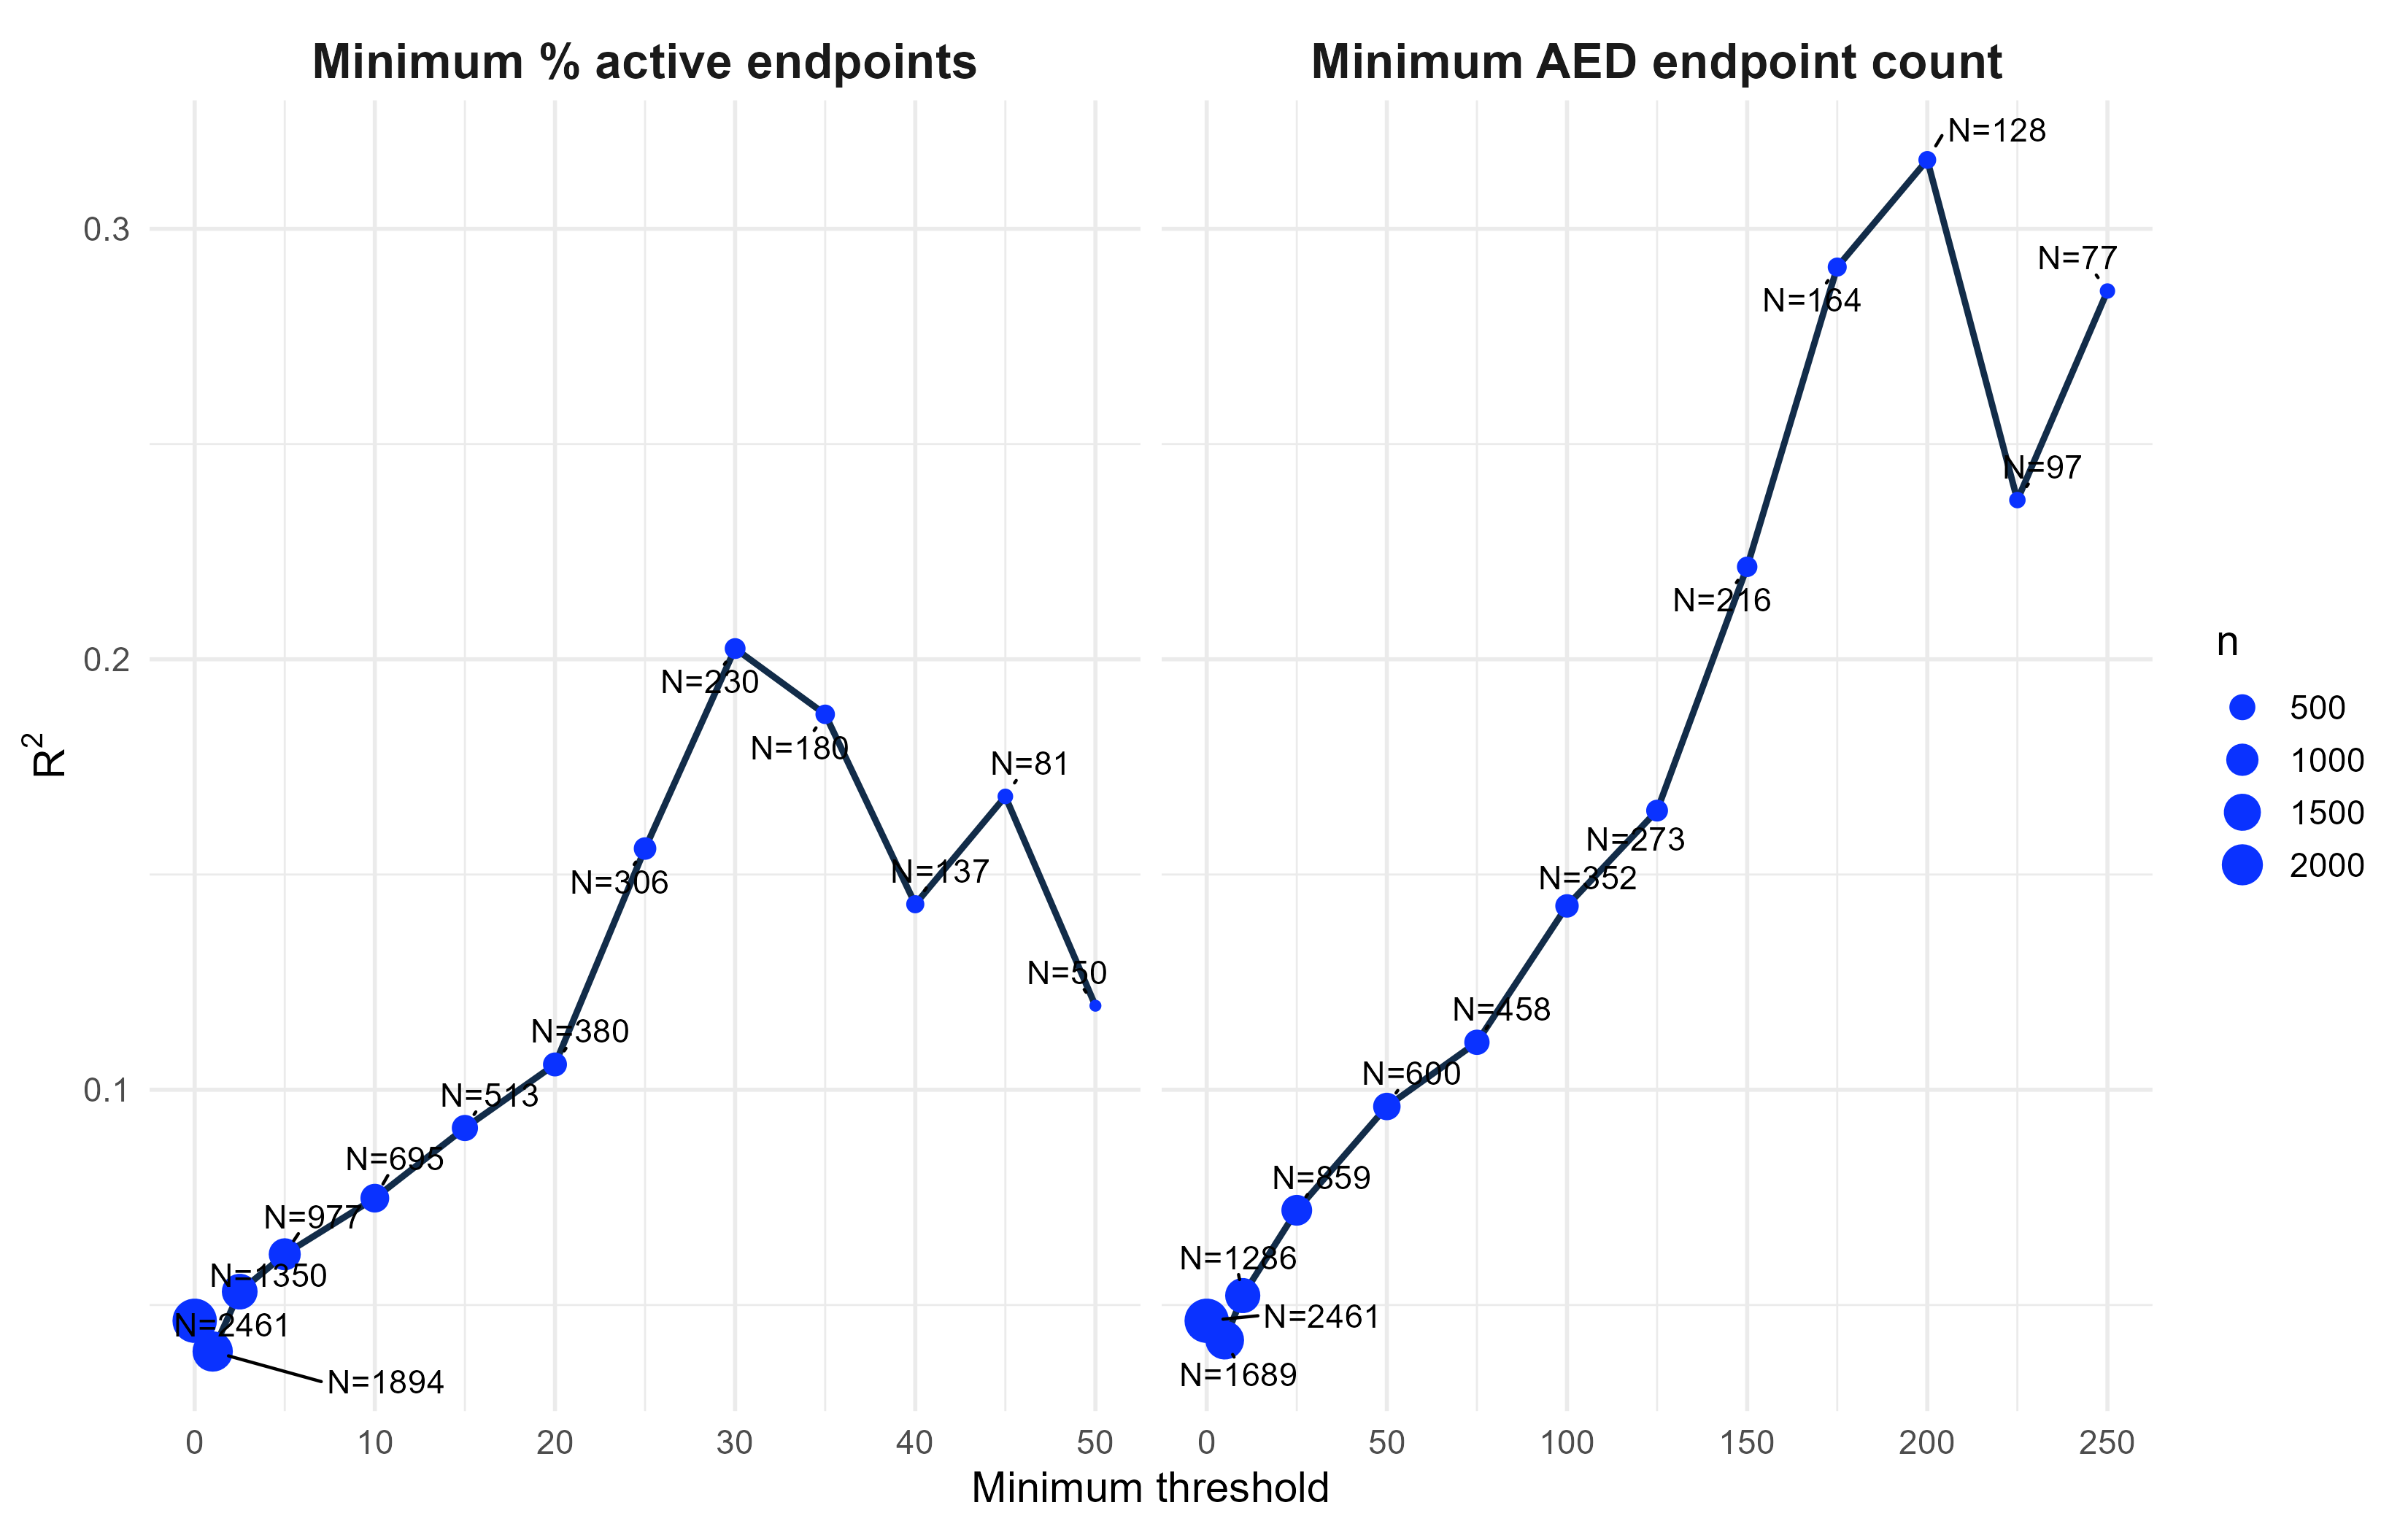 Minimum % active endpoints
Minimum AED endpoint count
R2
0.3
0.2
0.1
N=2461
N=1894
N=1350
N=977
N=695
N=513
N=380
N=306
N=230
N=180
N=137
N=81
N=50
N=2461
N=1689
N=1286
N=859
N=600
N=458
N=352
N=273
N=216
N=164
N=128
N=97
N=77
0 10 20 30 40 50
0 50 100 150 200 250
Minimum threshold
n
500
1000
1500
2000